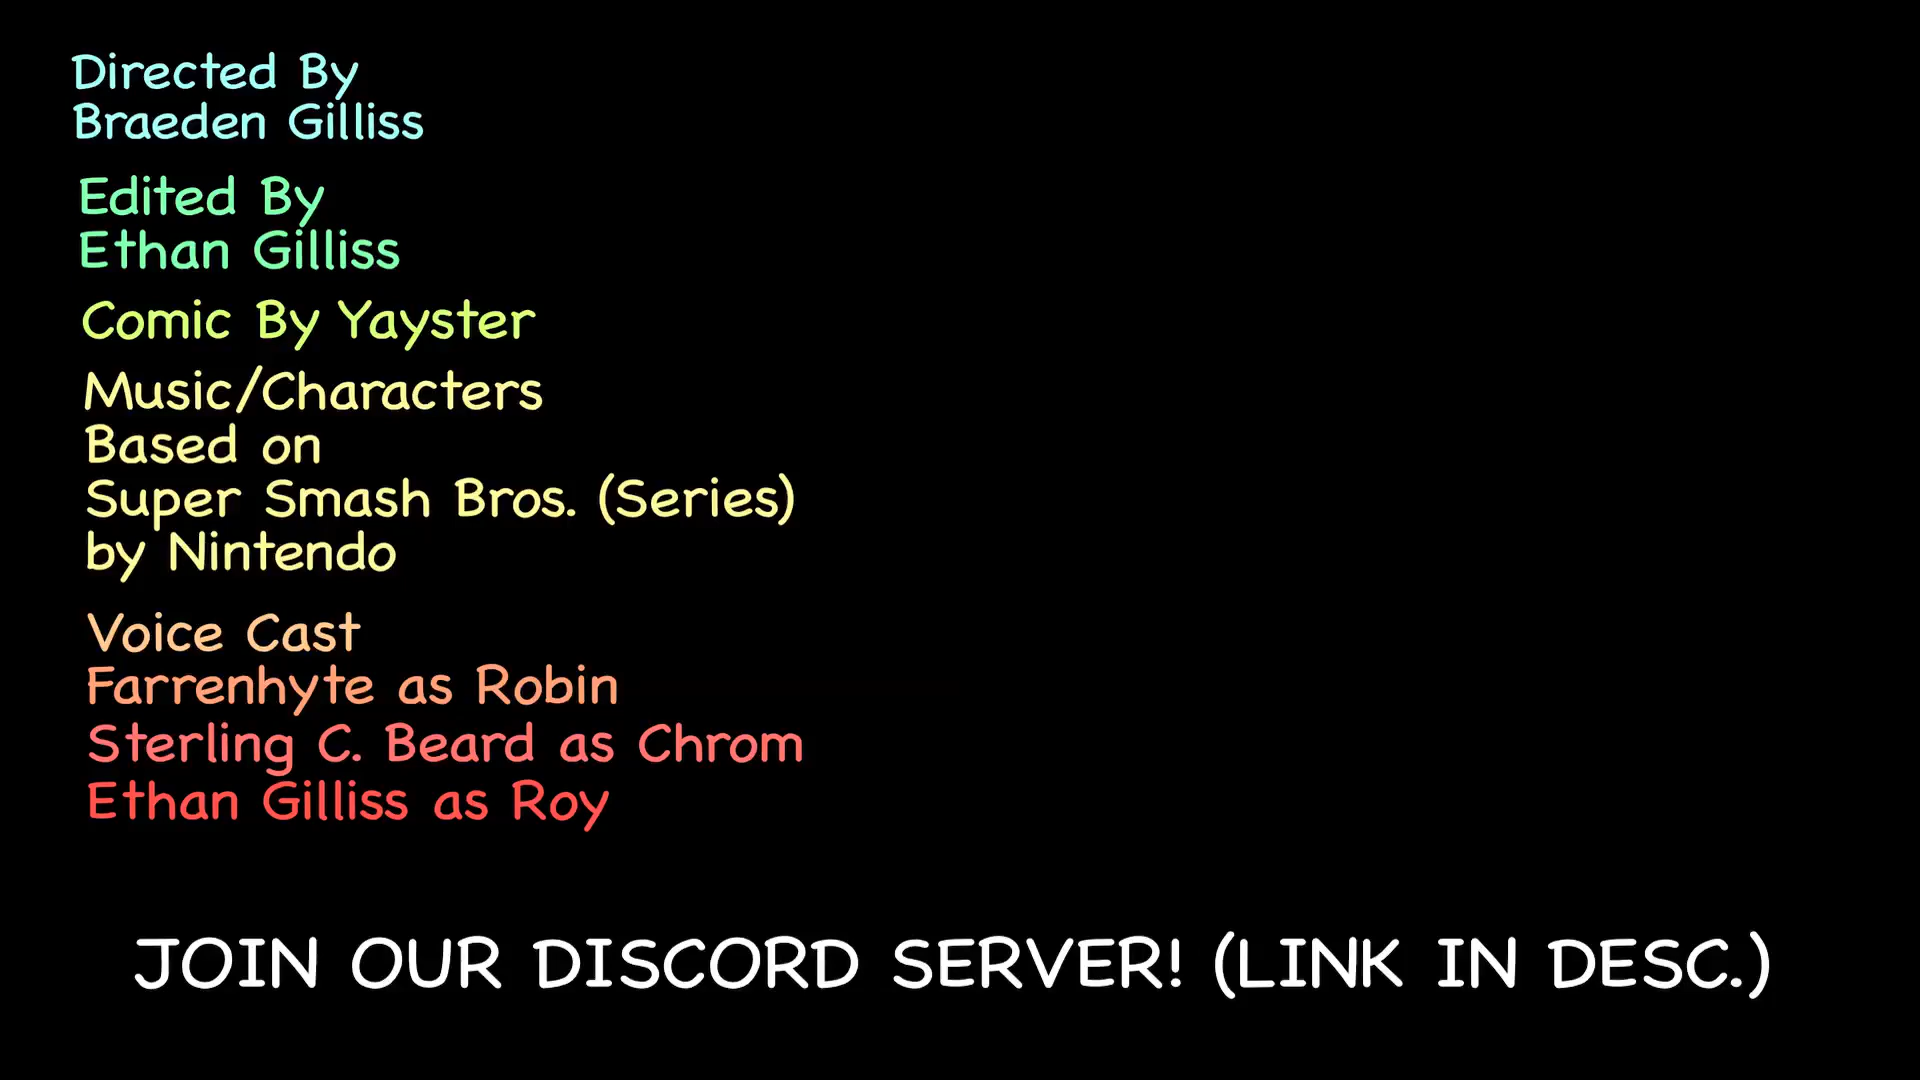 Directed By
Braeden Gilliss
Edited By
Ethan Gilliss
Comic By Yayster
Music/Characters
Based on
Super Smash Bros. (Series)
by Nintendo
Voice Cast
Farrenhyte as Robin
Sterling C. Beard as Chrom
Ethan Gilliss as Roy
JOIN OUR DISCORD SERVER! (LINK IN DESC.)